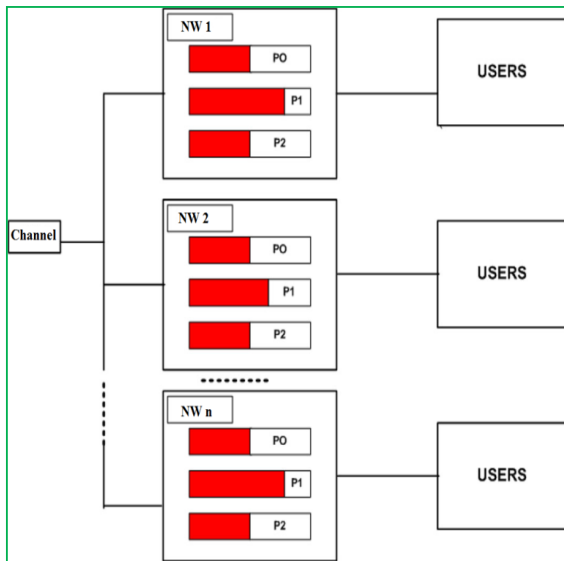 NW 1
PO
P1
P2
USERS
Channel
NW 2
PO
P1
P2
USERS
NW n
PO
P1
P2
USERS